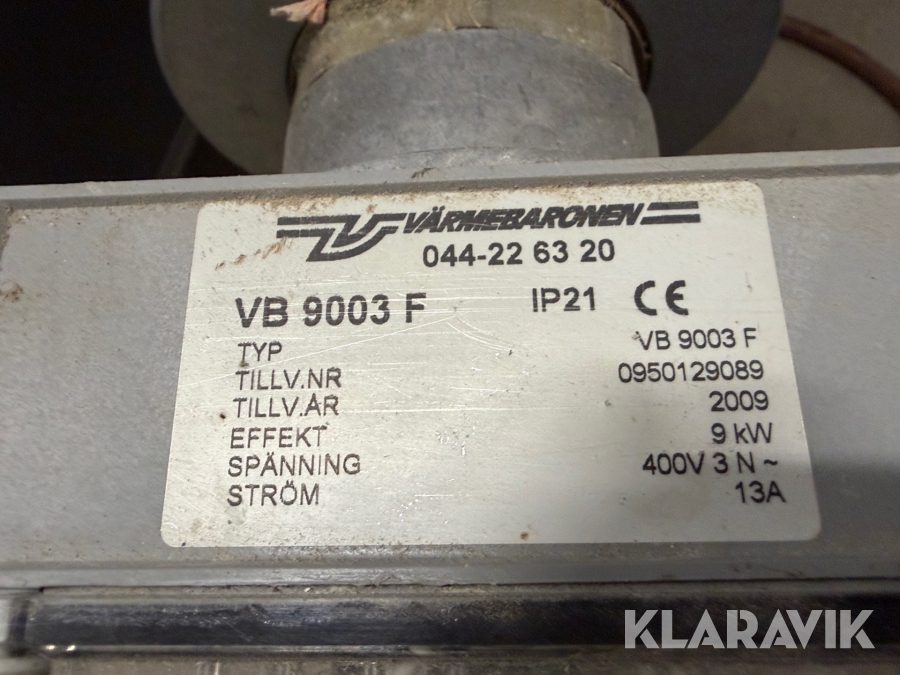 VÄRMEBARONEN
044-22 63 20
VB 9003 F IP21 CE
TYP VB 9003 F
TILLV.NR 0950129089
TILLV.ÅR 2009
EFFEKT 9 kW
SPÄNNING 400V 3 N ~
STRÖM 13A
KLARAVIK